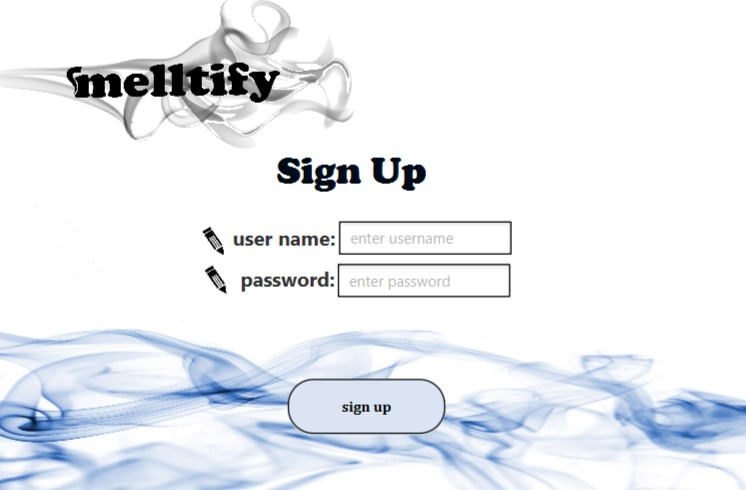 smelltify
Sign Up
user name: enter username
password: enter password
sign up